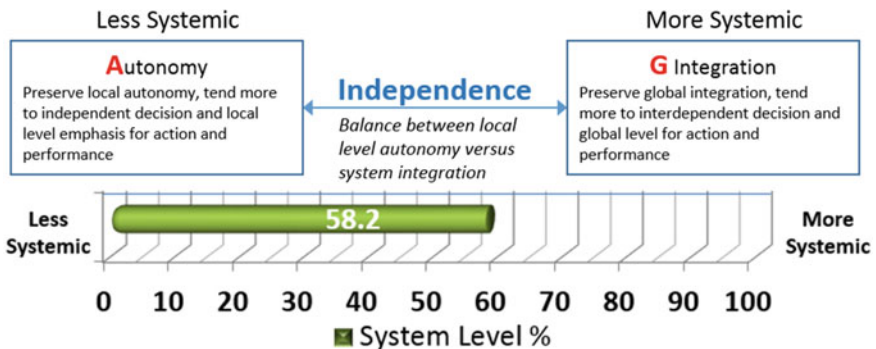 Less Systemic
More Systemic
Autonomy
Preserve local autonomy, tend more
to independent decision and local
level emphasis for action and
performance
Independence
Balance between local
level autonomy versus
system integration
G Integration
Preserve global integration, tend
more to interdependent decision and
global level for action and
performance
Less
Systemic
58.2
More
Systemic
0 10 20 30 40 50 60 70 80 90 100
System Level %